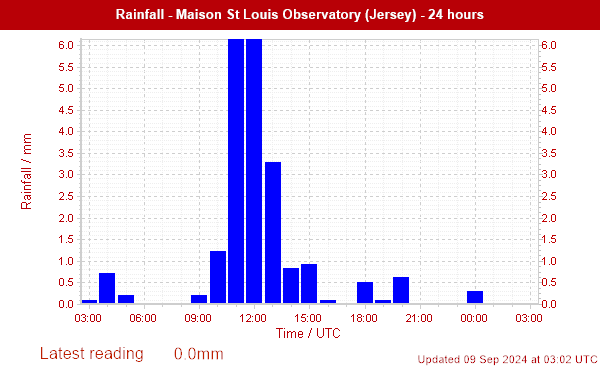 Rainfall - Maison St Louis Observatory (Jersey) - 24 hours
6.0 6.0
5.5 5.5
5.0 5.0
4.5 4.5
4.0 4.0
3.5 3.5
3.0 3.0
2.5 2.5
2.0 2.0
1.5 1.5
1.0 1.0
0.5 0.5
0.0 0.0
Rainfall / mm
03:00 06:00 09:00 12:00 15:00 18:00 21:00 00:00 03:00
Time / UTC
Latest reading 0.0mm
Updated 09 Sep 2024 at 03:02 UTC